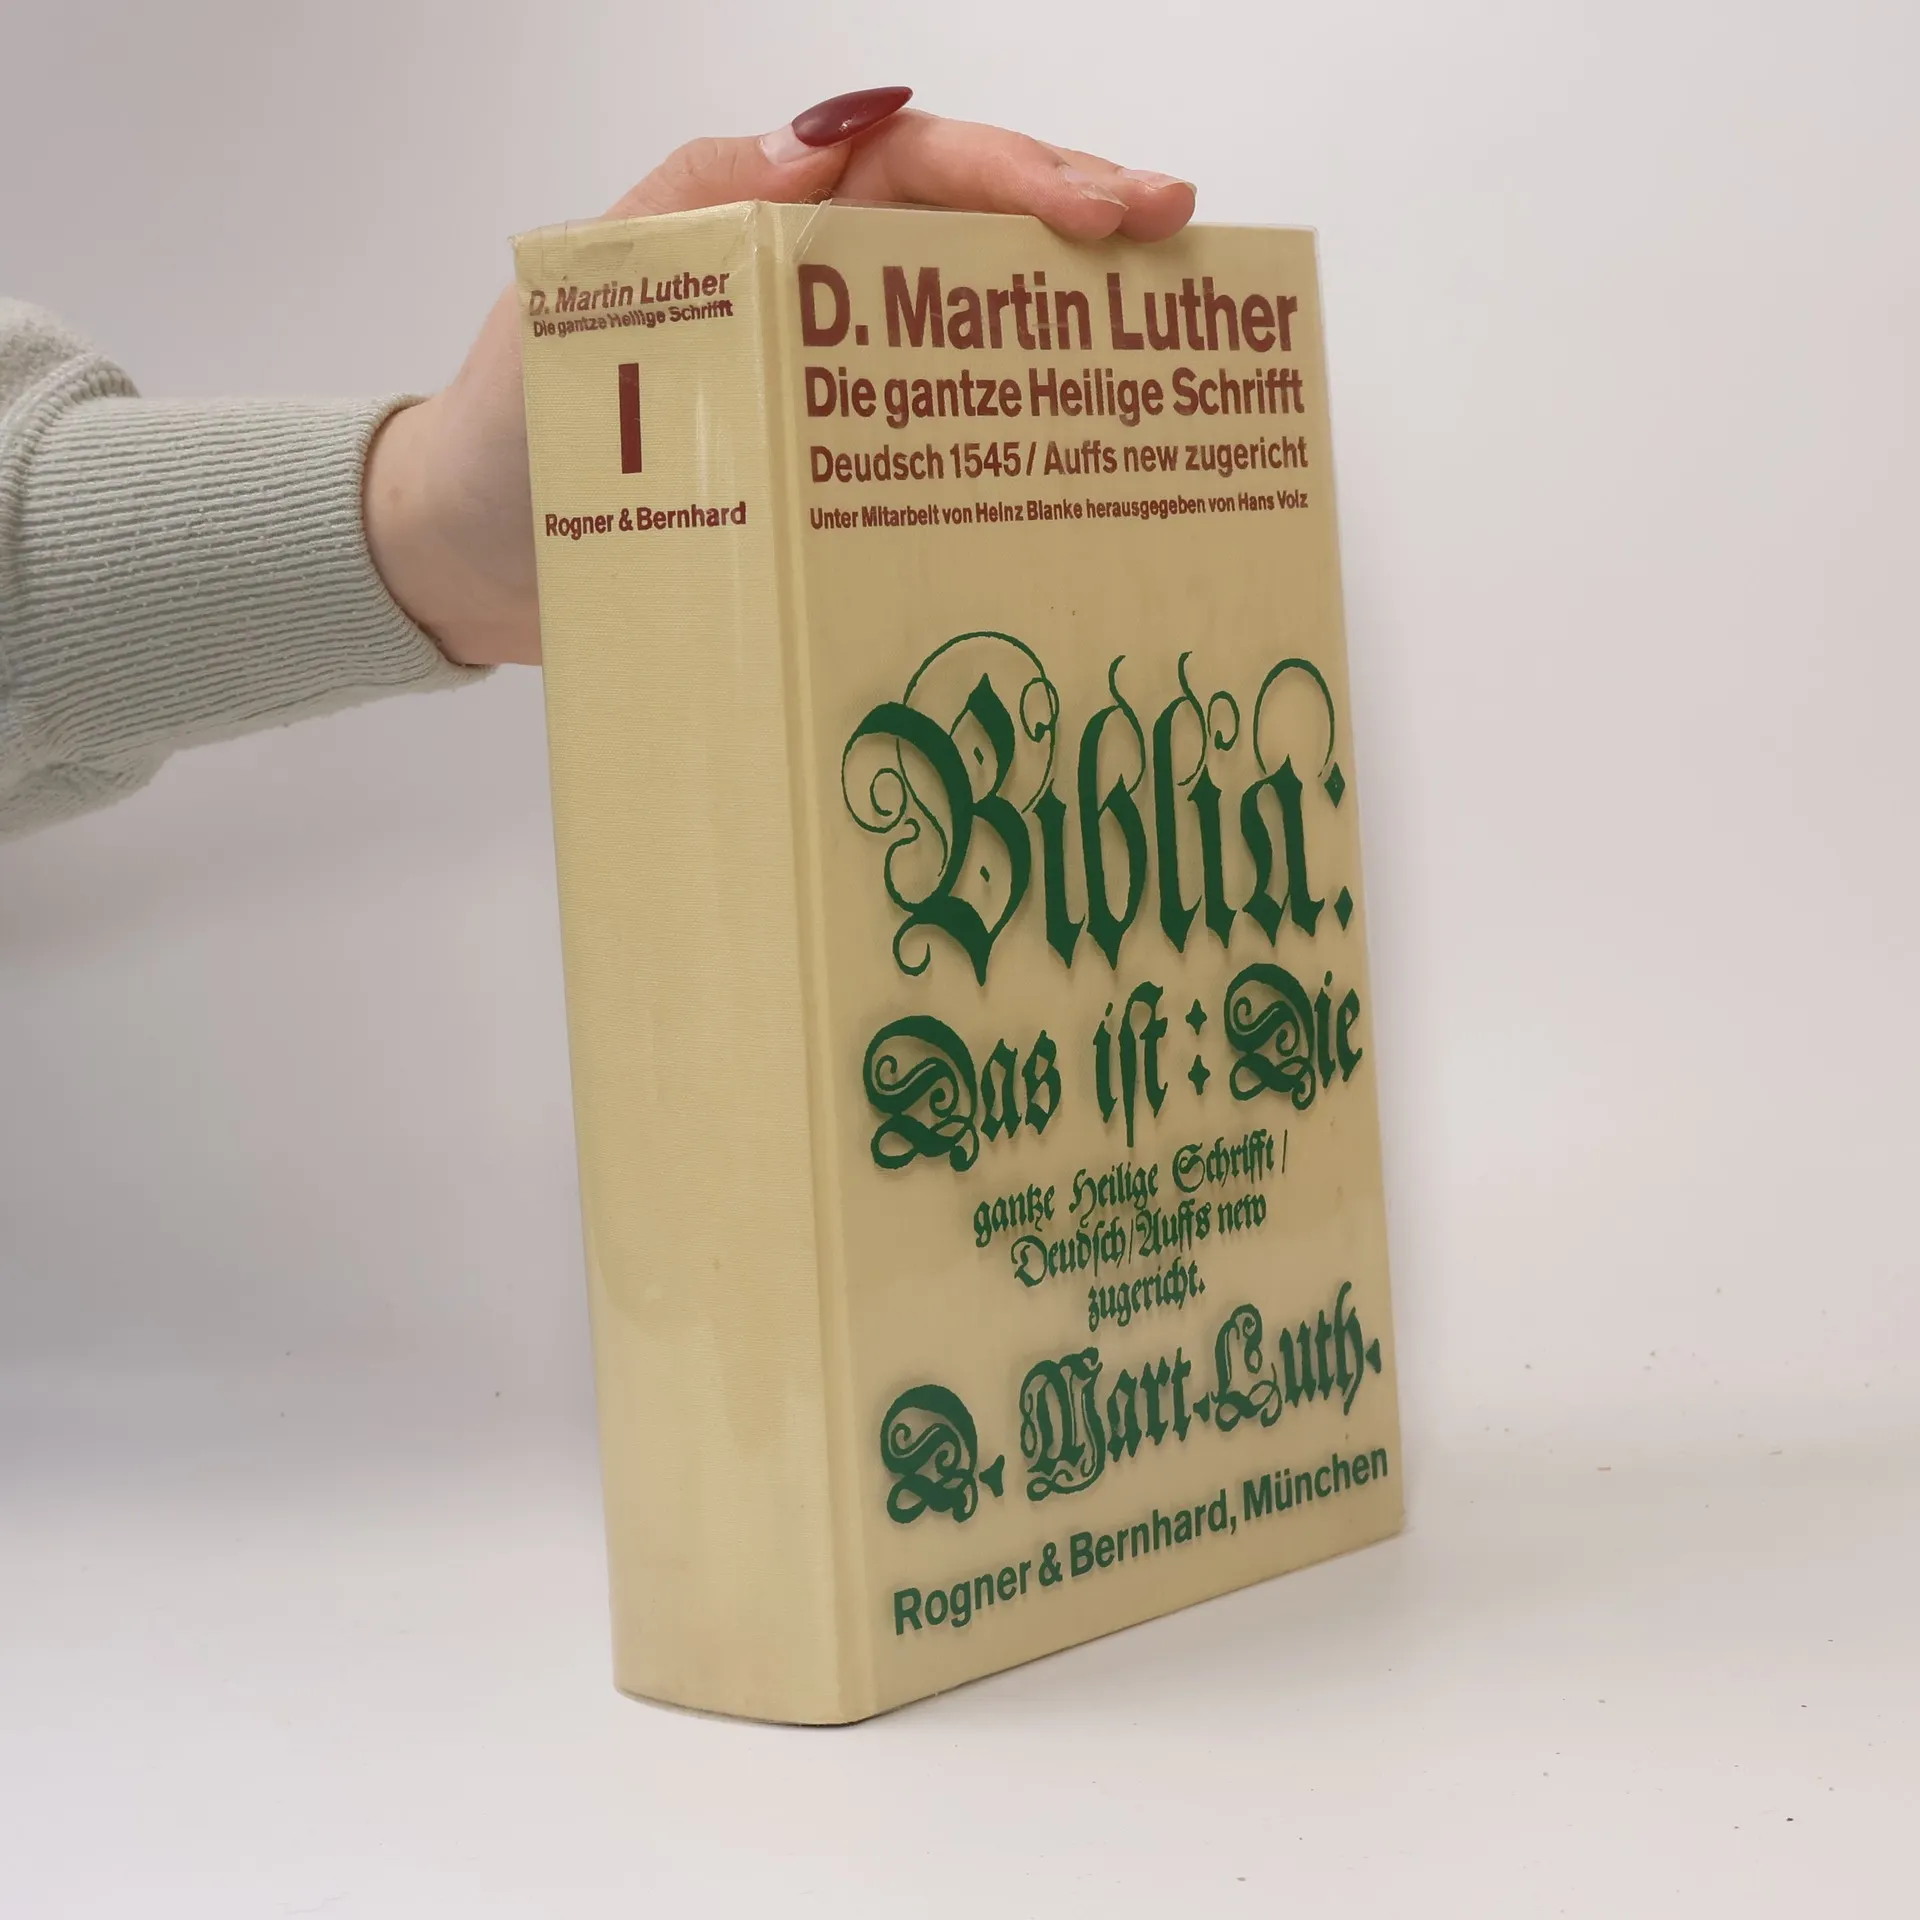 D. Martin Luther
Die gantze Heilige Schrifft
I
Rogner & Bernhard
D. Martin Luther
Die gantze Heilige Schrifft
Deudsch 1545 / Auffs new zugericht
Unter Mitarbeit von Heinz Blanke herausgegeben von Hans Volz
Biblia:
Das iſt: Die
gantze Heilige Schrifft /
Deudſch / Auffs new
zugericht.
D. Mart. Luth.
Rogner & Bernhard, München